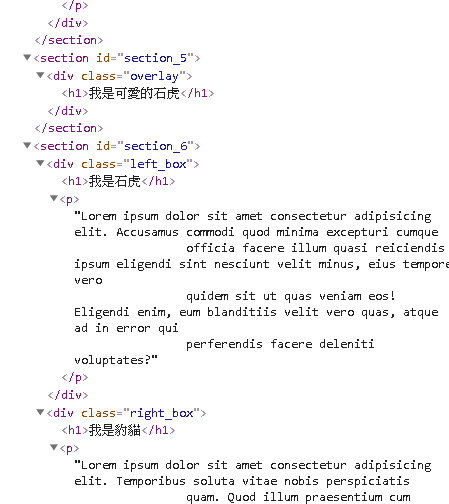 </p>
</div>
</section>
▼<section id="section_5">
▼<div class="overlay">
<h1>我是可愛的石虎</h1>
</div>
</section>
▼<section id="section_6">
▼<div class="left_box">
<h1>我是石虎</h1>
▼<p>
"Lorem ipsum dolor sit amet consectetur adipisicing
elit. Accusamus commodi quod minima excepturi cumque
officia facere illum quasi reiciendis
ipsum eligendi sint nesciunt velit minus, eius tempore
vero
quidem sit ut quas veniam eos!
Eligendi enim, eum blanditiis velit vero quas, atque
ad in error qui
perferendis facere deleniti
voluptates?"
</p>
</div>
▼<div class="right_box">
<h1>我是豹貓</h1>
▼<p>
"Lorem ipsum dolor sit amet consectetur adipisicing
elit. Temporibus soluta vitae nobis perspiciatis
quam. Quod illum praesentium cum